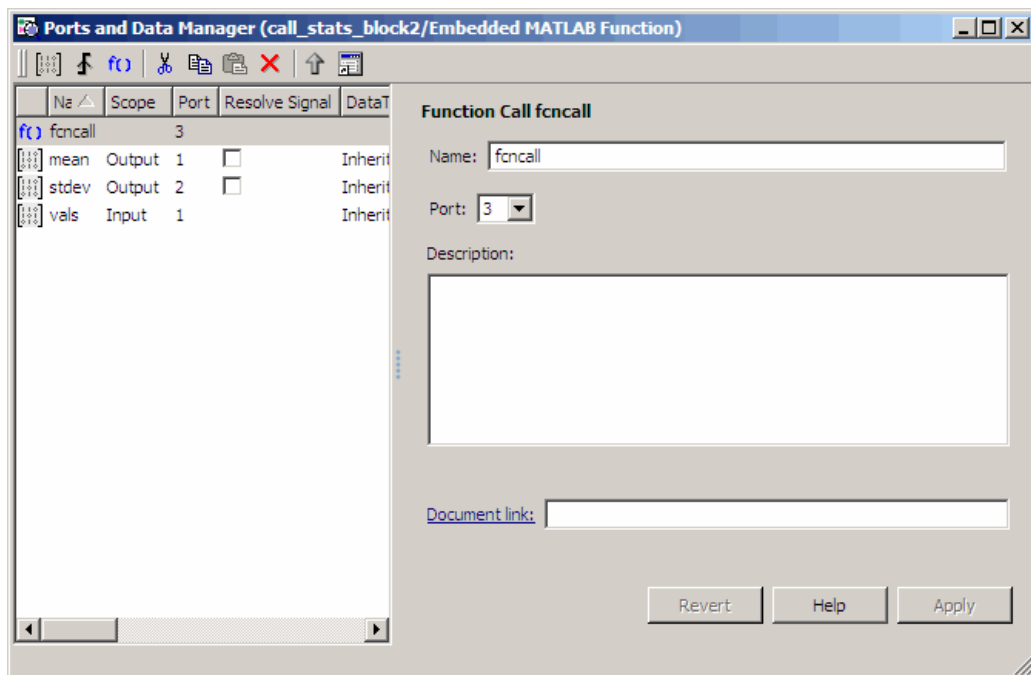 Ports and Data Manager (call_stats_block2/Embedded MATLAB Function)
f()
Na Scope Port Resolve Signal DataT
f() fcncall 3
mean Output 1 Inherit
stdev Output 2 Inherit
vals Input 1 Inherit
Function Call fcncall
Name: fcncall
Port: 3
Description:
Document link:
Revert Help Apply